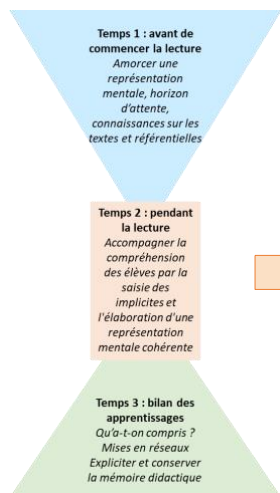 Temps 1 : avant de
commencer la lecture
Amorcer une
représentation
mentale, horizon
d'attente,
connaissances sur les
textes et référentielles
Temps 2 : pendant
la lecture
Accompagner la
compréhension
des élèves par la
saisie des
implicites et
l'élaboration d'une
représentation
mentale cohérente
Temps 3 : bilan des
apprentissages
Qu'a-t-on compris ?
Mises en réseaux
Expliciter et conserver
la mémoire didactique